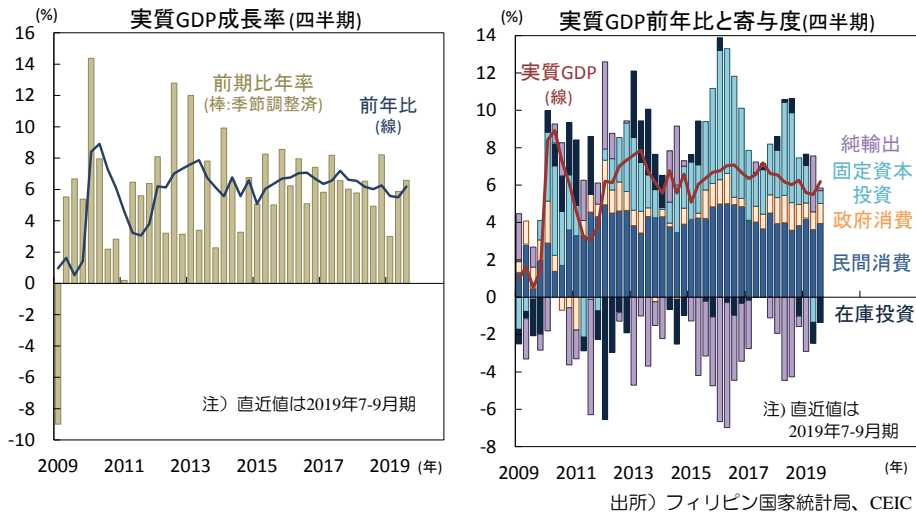 実質GDP成長率(四半期)
(%)
16
14
12
10
8
6
4
2
0
-2
-4
-6
-8
-10
前期比年率
(棒:季節調整済)
前年比
(線)
注）直近値は2019年7-9月期
2009
2011
2013
2015
2017
2019
(年)
実質GDP前年比と寄与度(四半期)
(%)
14
12
10
8
6
4
2
0
-2
-4
-6
-8
実質GDP
(線)
純輸出
固定資本
投資
政府消費
民間消費
在庫投資
注) 直近値は
2019年7-9月期
2009
2011
2013
2015
2017
2019
(年)
出所）フィリピン国家統計局、CEIC